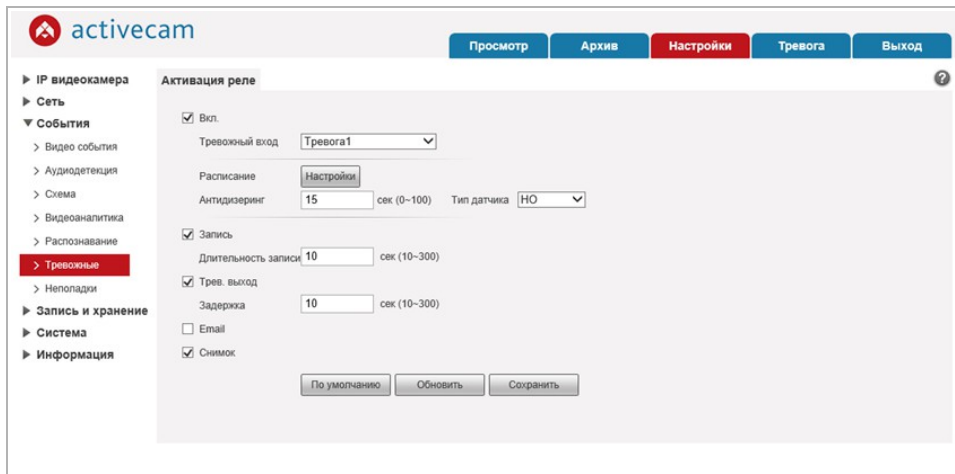 activecam
Просмотр Архив Настройки Тревога Выход
IP видеокамера
Сеть
События
Видео события
Аудиодетекция
Схема
Видеоаналитика
Распознавание
Тревожные
Неполадки
Запись и хранение
Система
Информация
Активация реле ?
Вкл.
Тревожный вход Тревога1
Расписание Настройки
Антидизеринг 15 сек (0~100) Тип датчика НО
Запись
Длительность записи 10 сек (10~300)
Трев. выход
Задержка 10 сек (10~300)
Email
Снимок
По умолчанию Обновить Сохранить